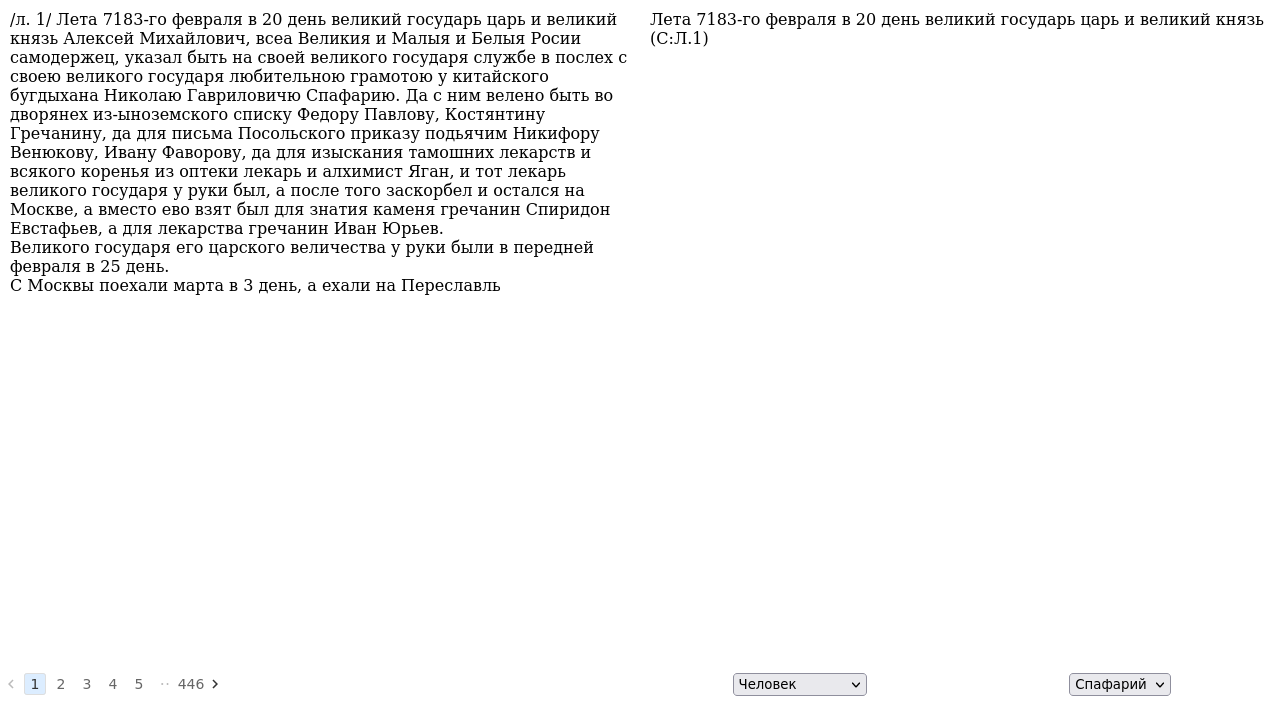 /л. 1/ Лета 7183-го февраля в 20 день великий государь царь и великий
князь Алексей Михайлович, всеа Великия и Малыя и Белыя Росии
самодержец, указал быть на своей великого государя службе в послех с
своею великого государя любительною грамотою у китайского
бугдыхана Николаю Гавриловичю Спафарию. Да с ним велено быть во
дворянех из-ыноземского списку Федору Павлову, Костянтину
Гречанину, да для письма Посольского приказу подьячим Никифору
Венюкову, Ивану Фаворову, да для изыскания тамошних лекарств и
всякого коренья из оптеки лекарь и алхимист Яган, и тот лекарь
великого государя у руки был, а после того заскорбел и остался на
Москве, а вместо ево взят был для знатия каменя гречанин Спиридон
Евстафьев, а для лекарства гречанин Иван Юрьев.
Великого государя его царского величества у руки были в передней
февраля в 25 день.
С Москвы поехали марта в 3 день, а ехали на Переславль
Лета 7183-го февраля в 20 день великий государь царь и великий князь
(С:Л.1)
1 2 3 4 5 ·· 446
Человек
Спафарий